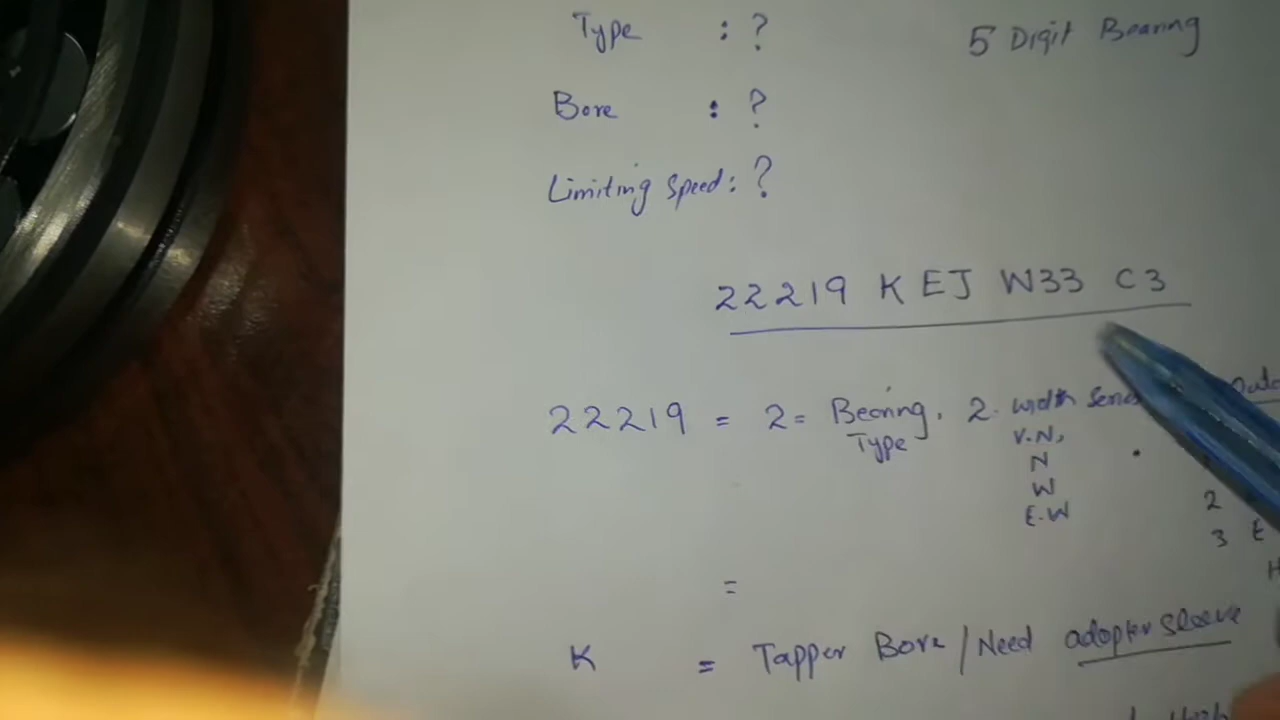 Type : ?
5 Digit Bearing
Bore : ?
Limiting Speed : ?
22219 K EJ W33 C3
22219 = 2 = Bearing, 2. width Series
Type
V.N,
N
W
E.W
2
3 E
H
=
K = Tapper Bore / Need adopter sleeve